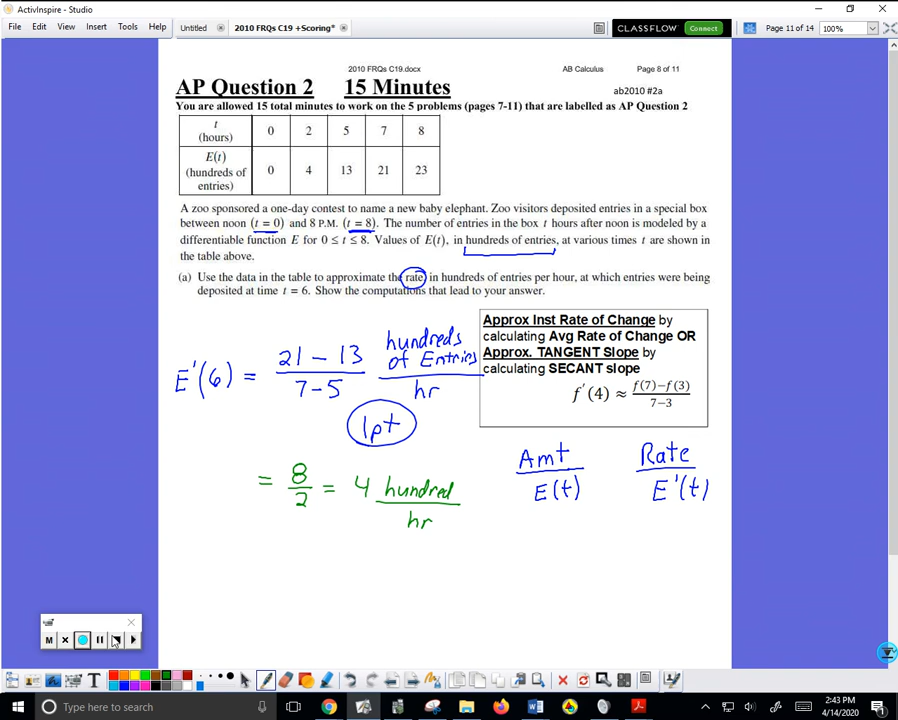 ActivInspire - Studio
File Edit View Insert Tools Help Untitled 2010 FRQs C19 +Scoring* CLASSFLOW Connect Page 11 of 14 100%
2010 FRQs C19.docx AB Calculus Page 8 of 11
AP Question 2 15 Minutes ab2010 #2a
You are allowed 15 total minutes to work on the 5 problems (pages 7-11) that are labelled as AP Question 2
t (hours) 0 2 5 7 8
E(t) (hundreds of entries) 0 4 13 21 23
A zoo sponsored a one-day contest to name a new baby elephant. Zoo visitors deposited entries in a special box
between noon (t = 0) and 8 P.M. (t = 8). The number of entries in the box t hours after noon is modeled by a
differentiable function E for 0 ≤ t ≤ 8. Values of E(t), in hundreds of entries, at various times t are shown in
the table above.
(a) Use the data in the table to approximate the rate, in hundreds of entries per hour, at which entries were being
deposited at time t = 6. Show the computations that lead to your answer.
Approx Inst Rate of Change by
calculating Avg Rate of Change OR
Approx. TANGENT Slope by
calculating SECANT slope
f'(4) ≈ f(7)−f(3) / 7−3
E'(6) = 21 − 13 / 7 − 5 hundreds of Entries / hr
1pt
= 8/2 = 4 hundred / hr
Amt Rate
E(t) E'(t)
M
T
Type here to search
2:43 PM
4/14/2020